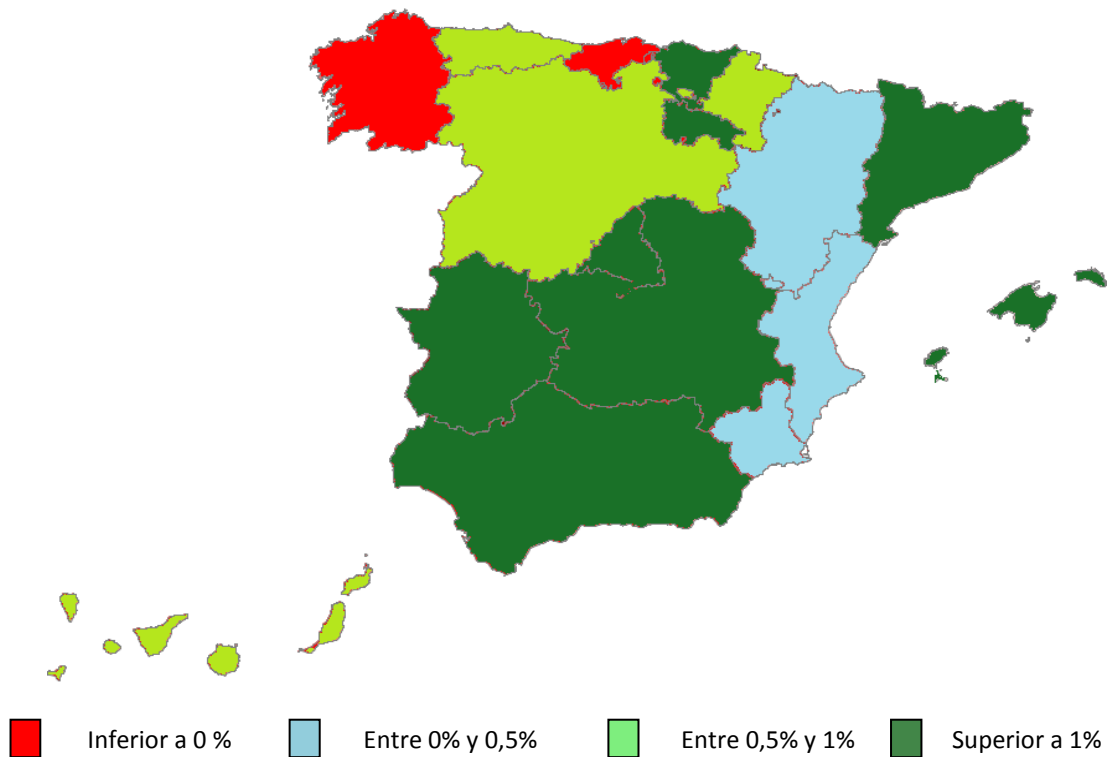 Inferior a 0 %
Entre 0% y 0,5%
Entre 0,5% y 1%
Superior a 1%